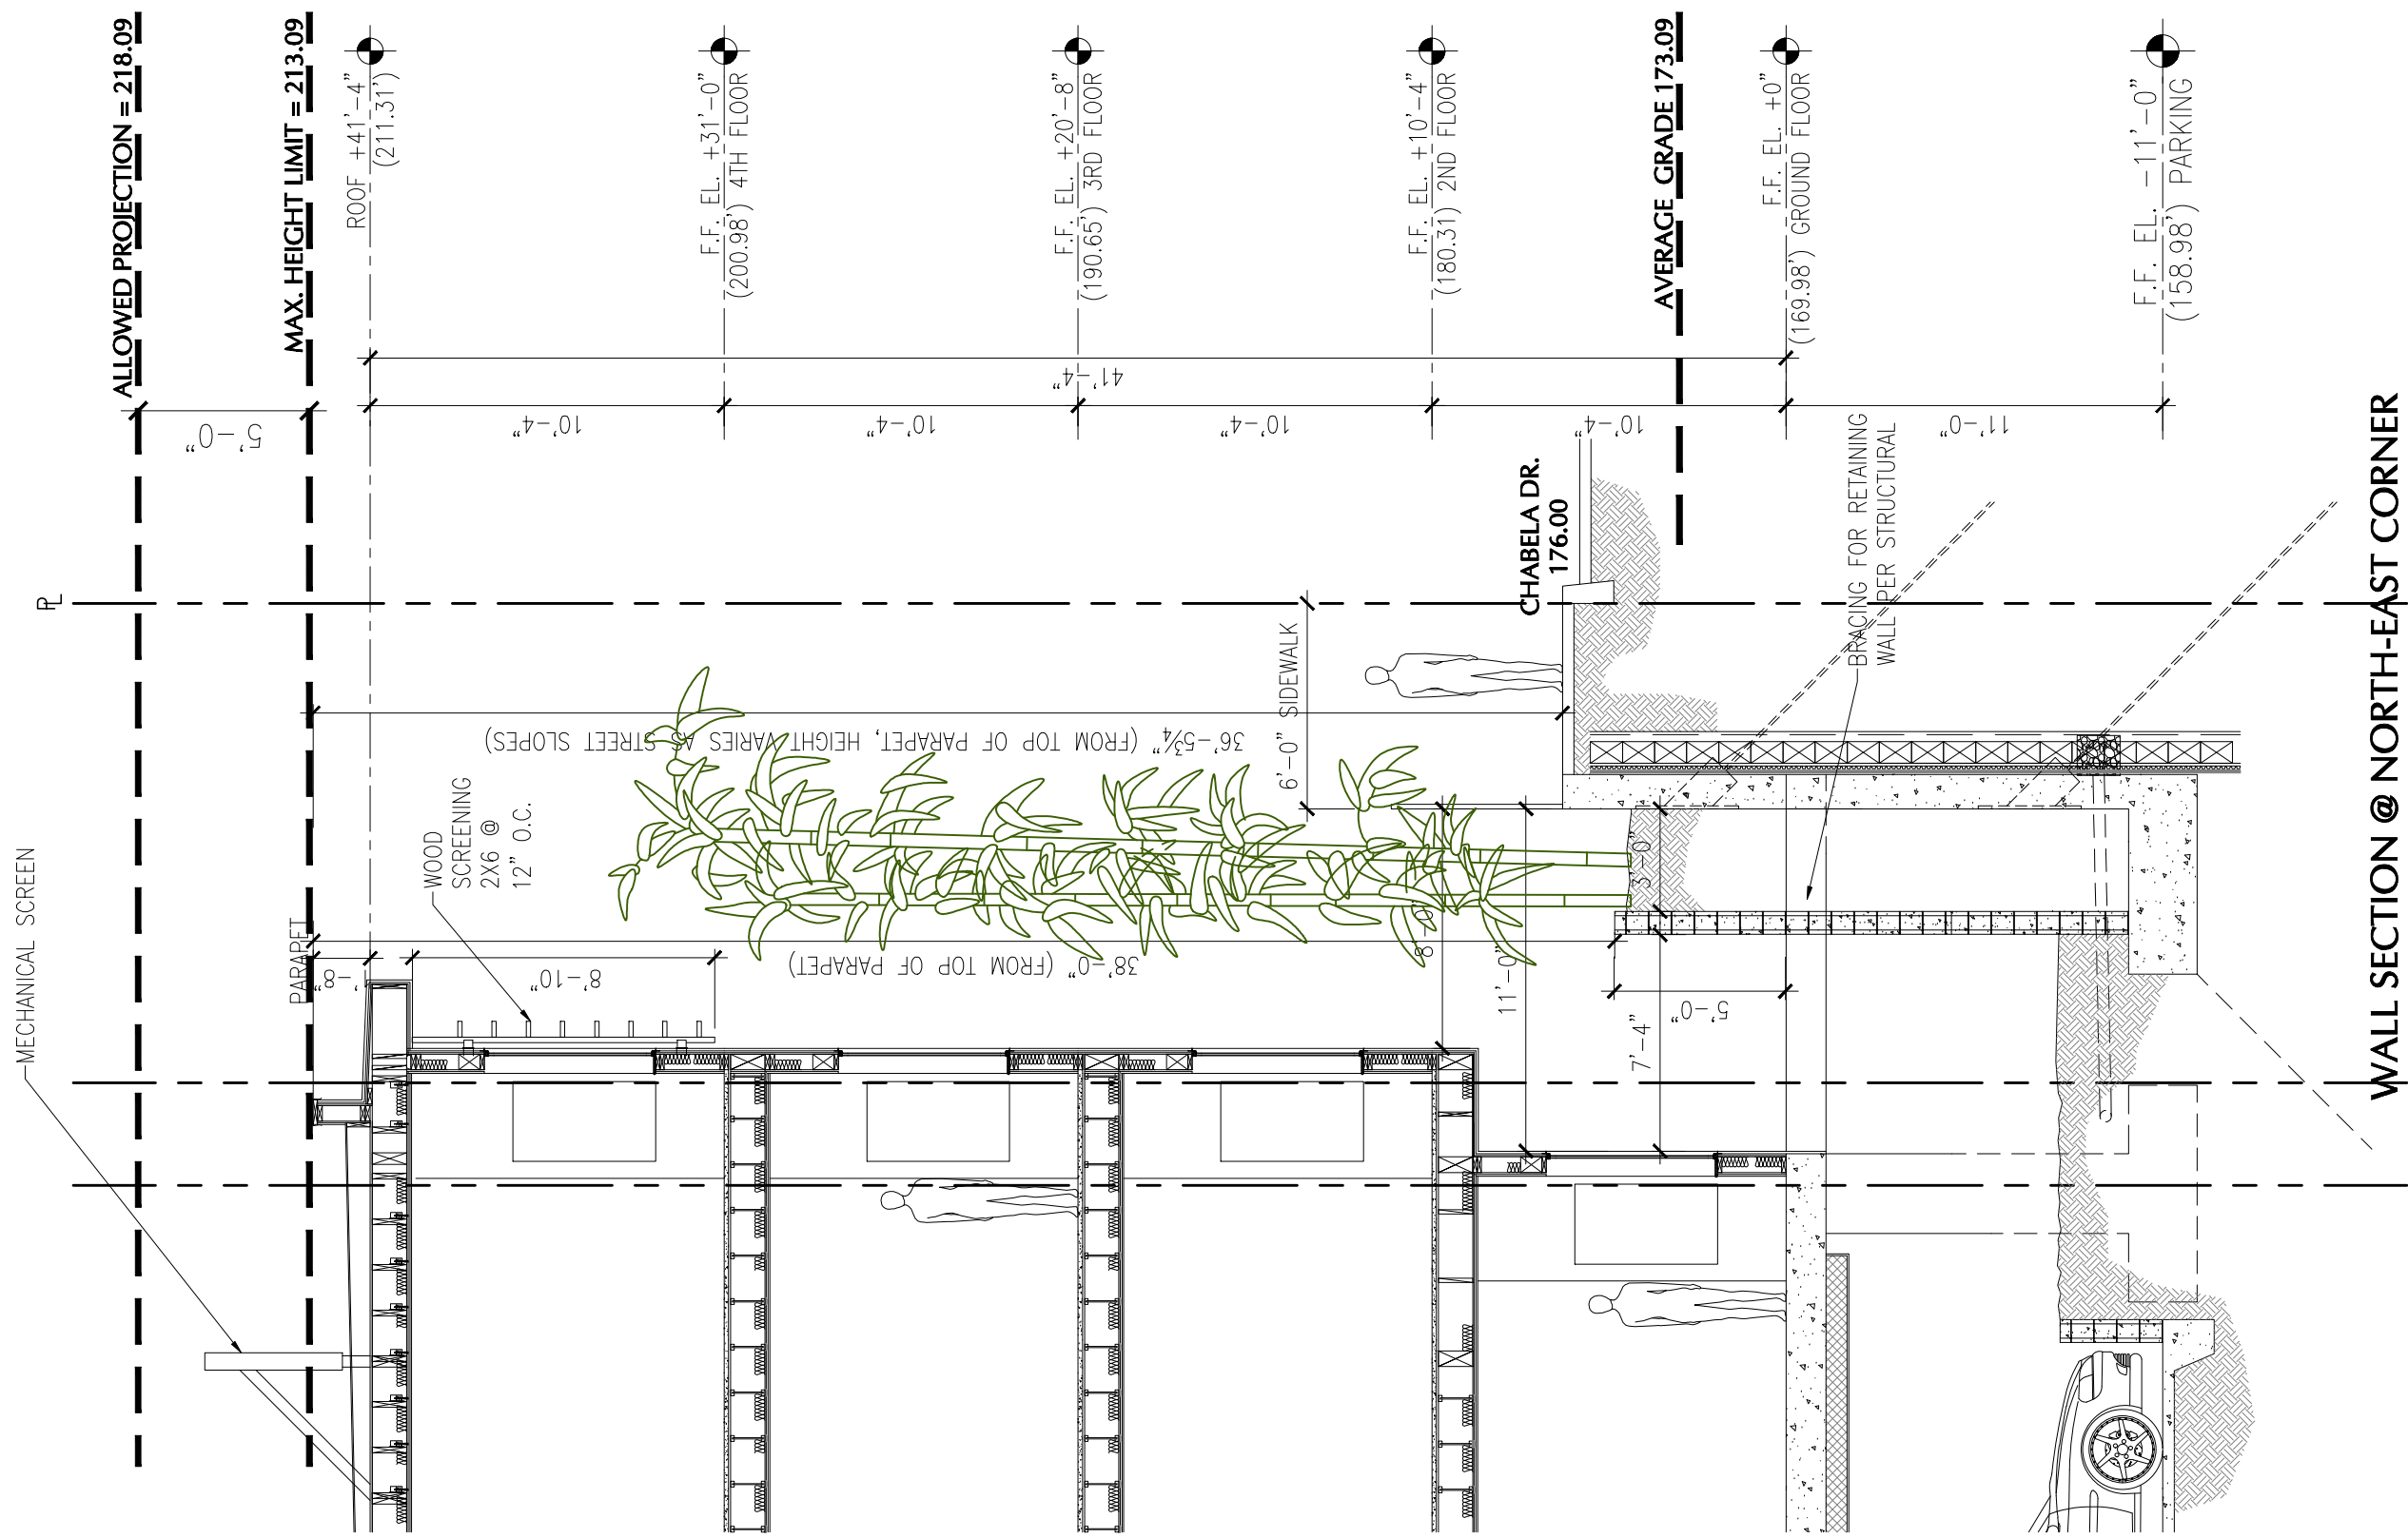 ALLOWED PROJECTION = 218.09
MAX. HEIGHT LIMIT = 213.09
ROOF +41'-4"
(211.31')
F.F. EL. +31'-0"
(200.98') 4TH FLOOR
F.F. EL. +20'-8"
(190.65') 3RD FLOOR
F.F. EL. +10'-4"
(180.31) 2ND FLOOR
AVERAGE GRADE 173.09
F.F. EL. +0"
(169.98') GROUND FLOOR
F.F. EL. -11'-0"
(158.98') PARKING
5'-0"
41'-4"
10'-4"
10'-4"
10'-4"
10'-4"
11'-0"
PL
CHABELA DR.
176.00
BRACING FOR RETAINING
WALL PER STRUCTURAL
6'-0" SIDEWALK
36'-5¾" (FROM TOP OF PARAPET, HEIGHT VARIES AS STREET SLOPES)
WOOD
SCREENING
2X6 @
12" O.C.
MECHANICAL SCREEN
PARAPET
1'-8"
8'-10"
38'-0" (FROM TOP OF PARAPET)
8'-0"
11'-0"
3'-0"
7'-4"
5'-0"
WALL SECTION @ NORTH-EAST CORNER